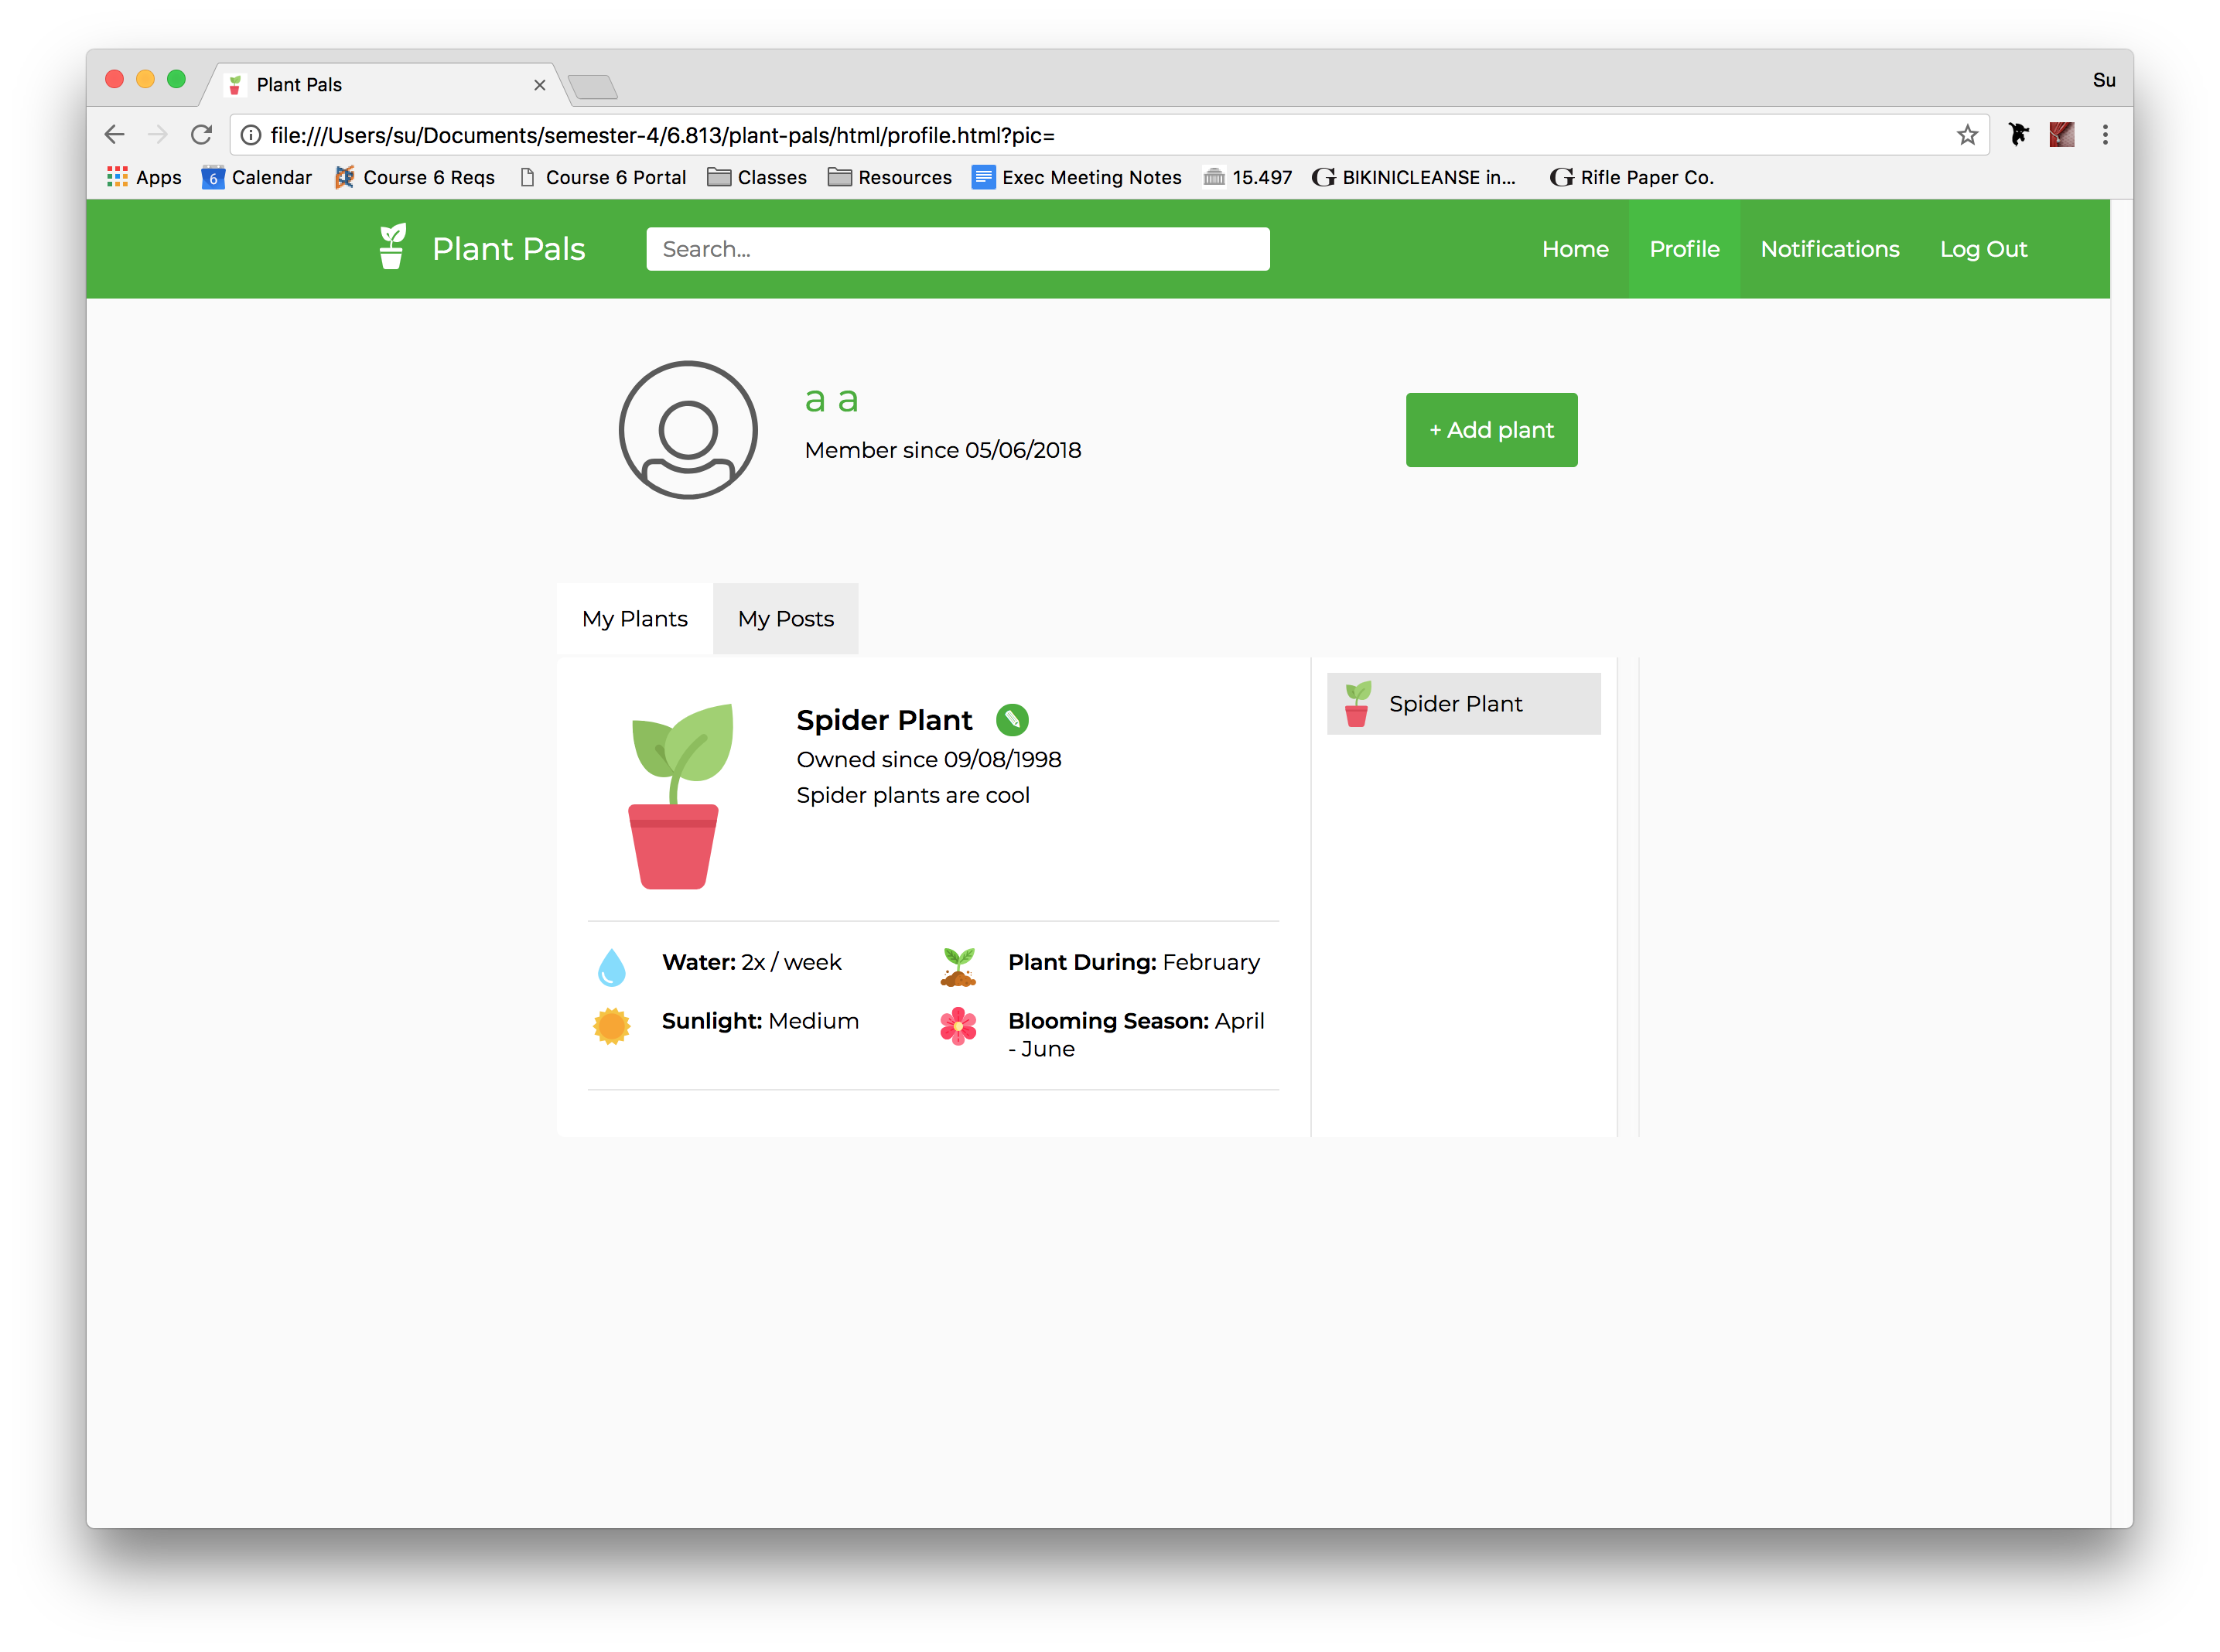 Plant Pals
Su
file:///Users/su/Documents/semester-4/6.813/plant-pals/html/profile.html?pic=
Apps 6 Calendar Course 6 Reqs Course 6 Portal Classes Resources Exec Meeting Notes 15.497 G BIKINICLEANSE in... G Rifle Paper Co.
Plant Pals Search... Home Profile Notifications Log Out
a a
Member since 05/06/2018
+ Add plant
My Plants My Posts
Spider Plant
Owned since 09/08/1998
Spider plants are cool
Spider Plant
Water: 2x / week
Plant During: February
Sunlight: Medium
Blooming Season: April
- June